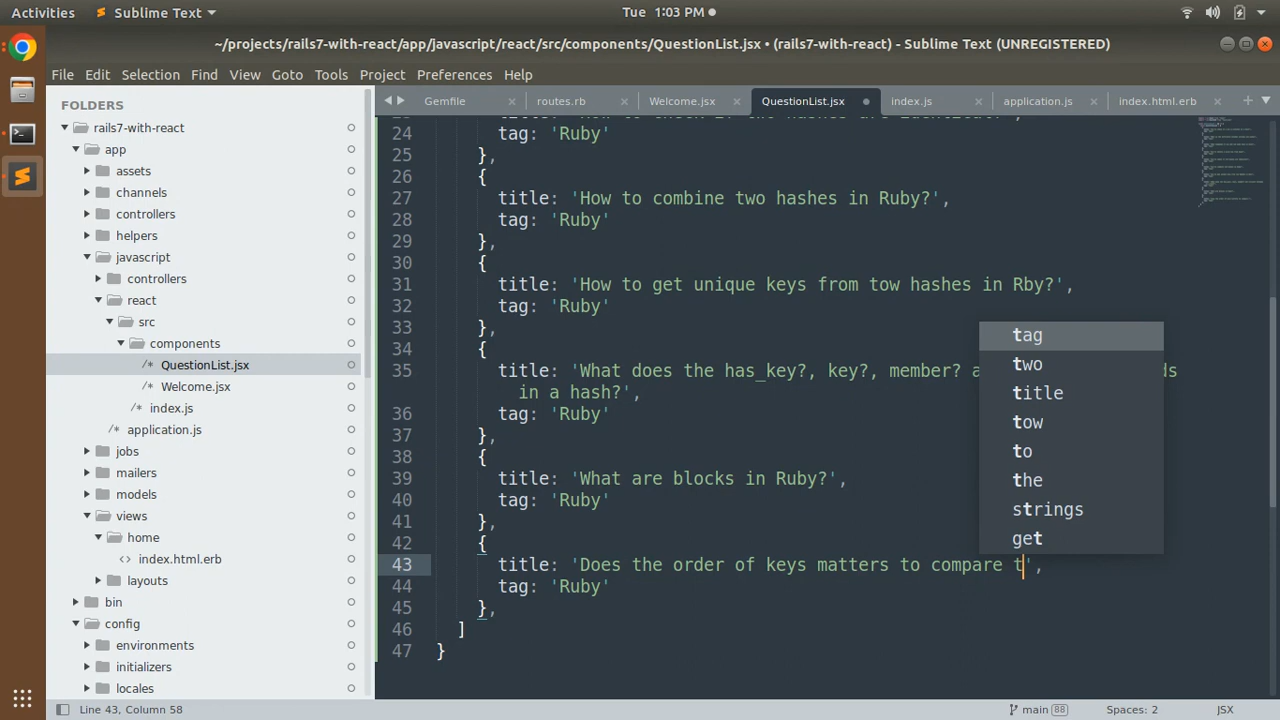 Activities Sublime Text Tue 1:03 PM
~/projects/rails7-with-react/app/javascript/react/src/components/QuestionList.jsx • (rails7-with-react) - Sublime Text (UNREGISTERED)
File Edit Selection Find View Goto Tools Project Preferences Help
FOLDERS
rails7-with-react
app
assets
channels
controllers
helpers
javascript
controllers
react
src
components
/* QuestionList.jsx
/* Welcome.jsx
/* index.js
/* application.js
jobs
mailers
models
views
home
<> index.html.erb
layouts
bin
config
environments
initializers
locales
Gemfile routes.rb Welcome.jsx QuestionList.jsx index.js application.js index.html.erb
24 tag: 'Ruby'
25 },
26 {
27 title: 'How to combine two hashes in Ruby?',
28 tag: 'Ruby'
29 },
30 {
31 title: 'How to get unique keys from tow hashes in Rby?',
32 tag: 'Ruby'
33 },
34 {
35 title: 'What does the has_key?, key?, member? a
in a hash?',
36 tag: 'Ruby'
37 },
38 {
39 title: 'What are blocks in Ruby?',
40 tag: 'Ruby'
41 },
42 {
43 title: 'Does the order of keys matters to compare t',
44 tag: 'Ruby'
45 },
46 ]
47 }
tag
two
title
tow
to
the
strings
get
Line 43, Column 58 main 88 Spaces: 2 JSX